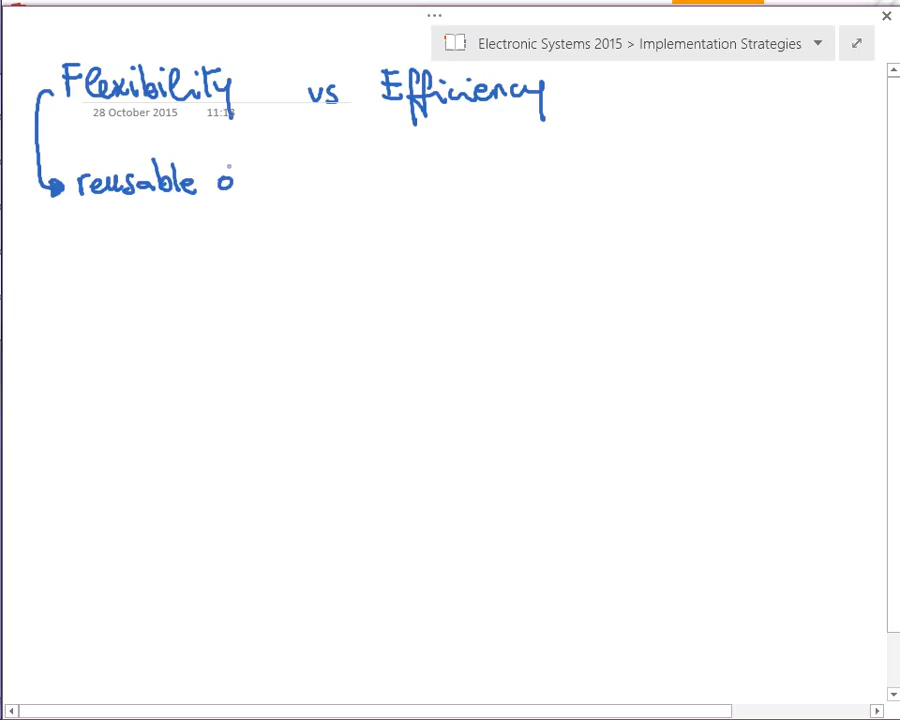 Electronic Systems 2015 > Implementation Strategies
Flexibility vs Efficiency
28 October 2015
reusable o